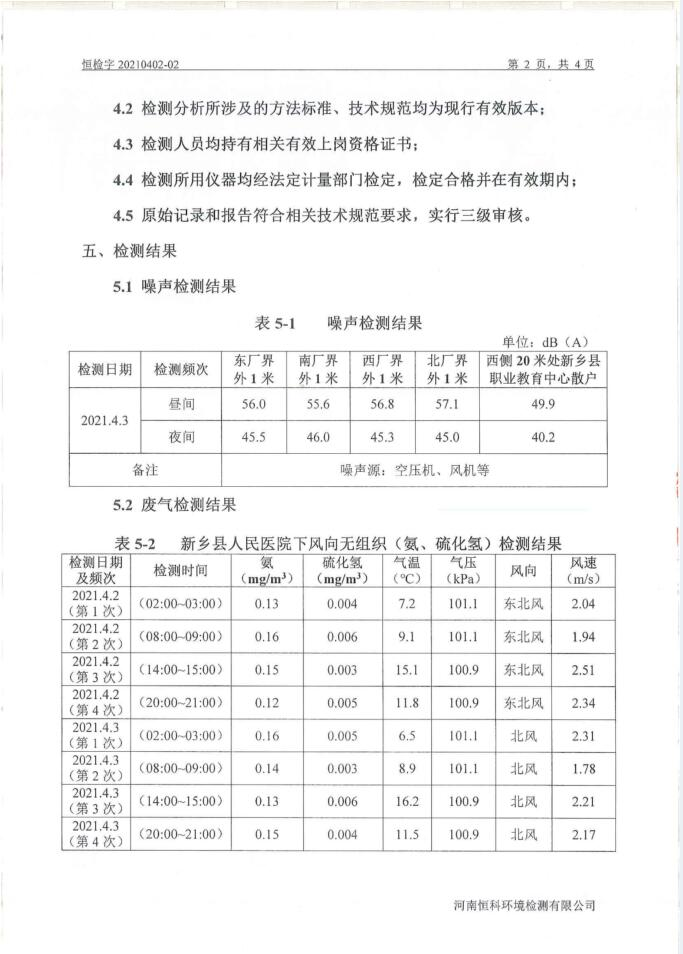 恒检字 20210402-02 第 2 页，共 4 页
4.2 检测分析所涉及的方法标准、技术规范均为现行有效版本；
4.3 检测人员均持有相关有效上岗资格证书；
4.4 检测所用仪器均经法定计量部门检定，检定合格并在有效期内；
4.5 原始记录和报告符合相关技术规范要求，实行三级审核。
五、检测结果
5.1 噪声检测结果
表 5-1 噪声检测结果
单位：dB（A）
检测日期 检测频次 东厂界外 1 米 南厂界外 1 米 西厂界外 1 米 北厂界外 1 米 西侧 20 米处新乡县职业教育中心散户
2021.4.3 昼间 56.0 55.6 56.8 57.1 49.9
夜间 45.5 46.0 45.3 45.0 40.2
备注 噪声源：空压机、风机等
5.2 废气检测结果
表 5-2 新乡县人民医院下风向无组织（氨、硫化氢）检测结果
检测日期及频次 检测时间 氨（mg/m³） 硫化氢（mg/m³） 气温（℃） 气压（kPa） 风向 风速（m/s）
2021.4.2（第 1 次） （02:00~03:00） 0.13 0.004 7.2 101.1 东北风 2.04
2021.4.2（第 2 次） （08:00~09:00） 0.16 0.006 9.1 101.1 东北风 1.94
2021.4.2（第 3 次） （14:00~15:00） 0.15 0.003 15.1 100.9 东北风 2.51
2021.4.2（第 4 次） （20:00~21:00） 0.12 0.005 11.8 100.9 东北风 2.34
2021.4.3（第 1 次） （02:00~03:00） 0.16 0.005 6.5 101.1 北风 2.31
2021.4.3（第 2 次） （08:00~09:00） 0.14 0.003 8.9 101.1 北风 1.78
2021.4.3（第 3 次） （14:00~15:00） 0.13 0.006 16.2 100.9 北风 2.21
2021.4.3（第 4 次） （20:00~21:00） 0.15 0.004 11.5 100.9 北风 2.17
河南恒科环境检测有限公司